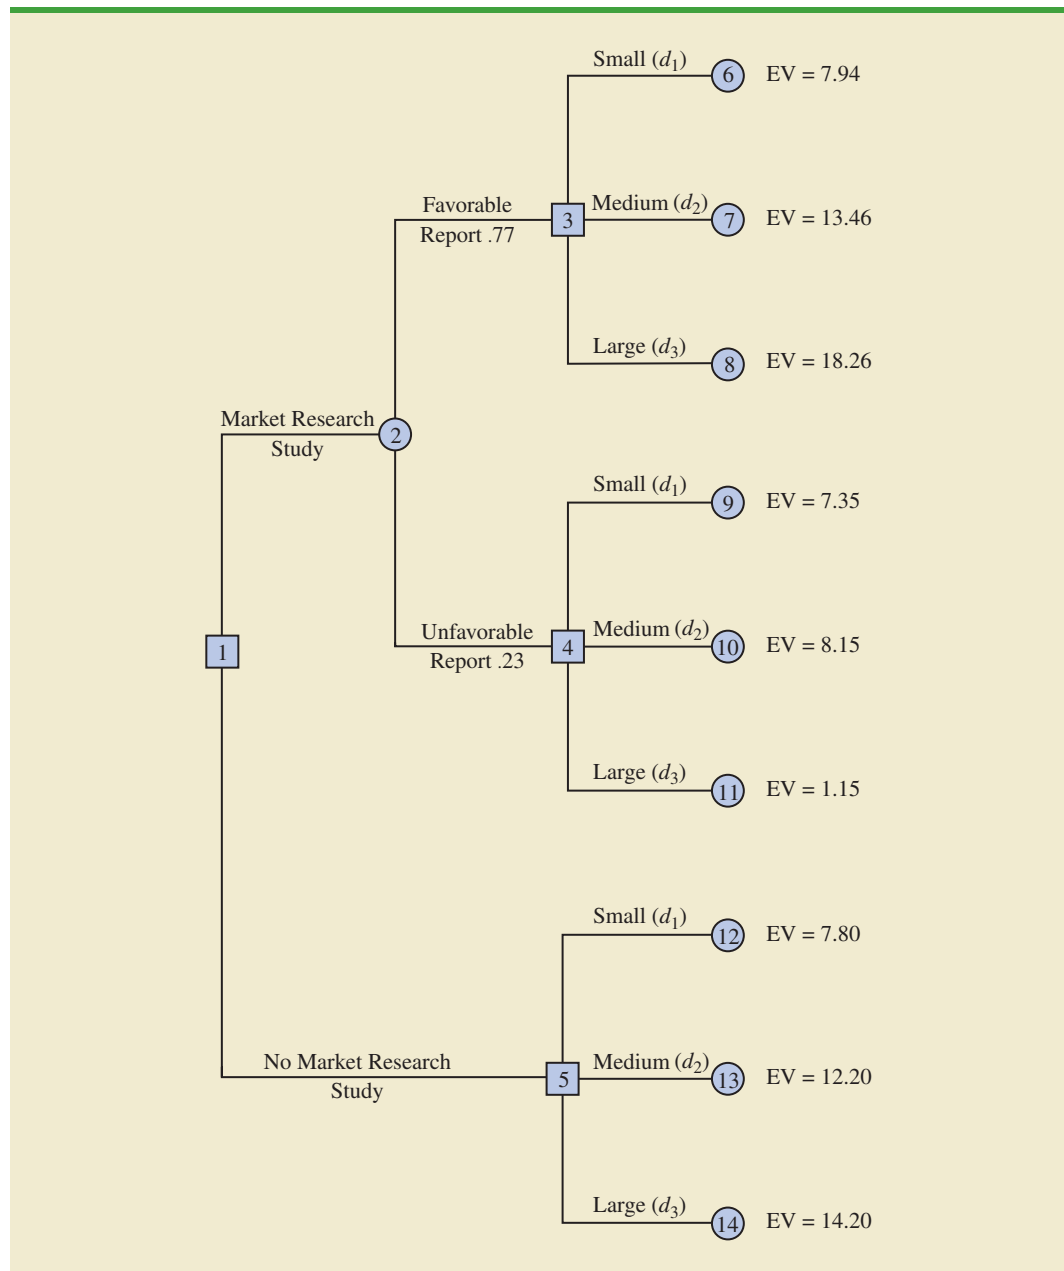 Small (d1)
6
EV = 7.94
Favorable
Report .77
3
Medium (d2)
7
EV = 13.46
Large (d3)
8
EV = 18.26
Market Research
Study
2
Small (d1)
9
EV = 7.35
Unfavorable
Report .23
4
Medium (d2)
10
EV = 8.15
1
Large (d3)
11
EV = 1.15
Small (d1)
12
EV = 7.80
No Market Research
Study
5
Medium (d2)
13
EV = 12.20
Large (d3)
14
EV = 14.20